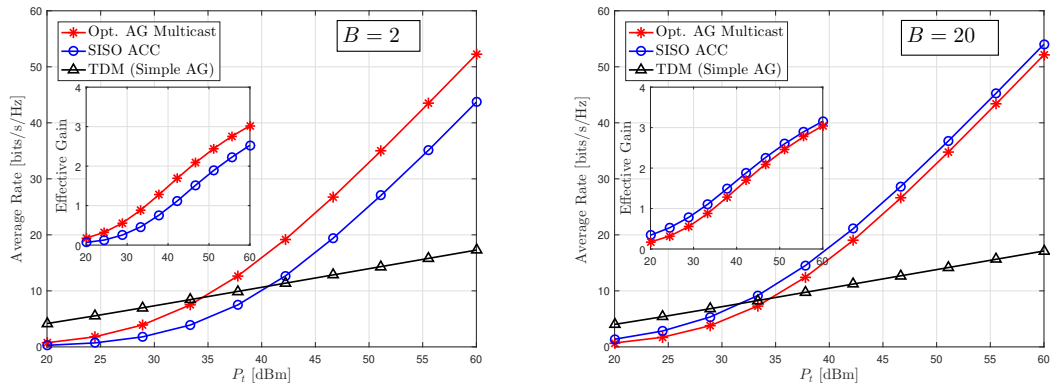 60
50
40
30
20
10
0
Average Rate [bits/s/Hz]
Opt. AG Multicast
SISO ACC
TDM (Simple AG)
B = 2
4
3
2
1
0
Effective Gain
20 30 40 50 60
20 25 30 35 40 45 50 55 60
P_t [dBm]
60
50
40
30
20
10
0
Average Rate [bits/s/Hz]
Opt. AG Multicast
SISO ACC
TDM (Simple AG)
B = 20
4
3
2
1
0
Effective Gain
20 30 40 50 60
20 25 30 35 40 45 50 55 60
P_t [dBm]